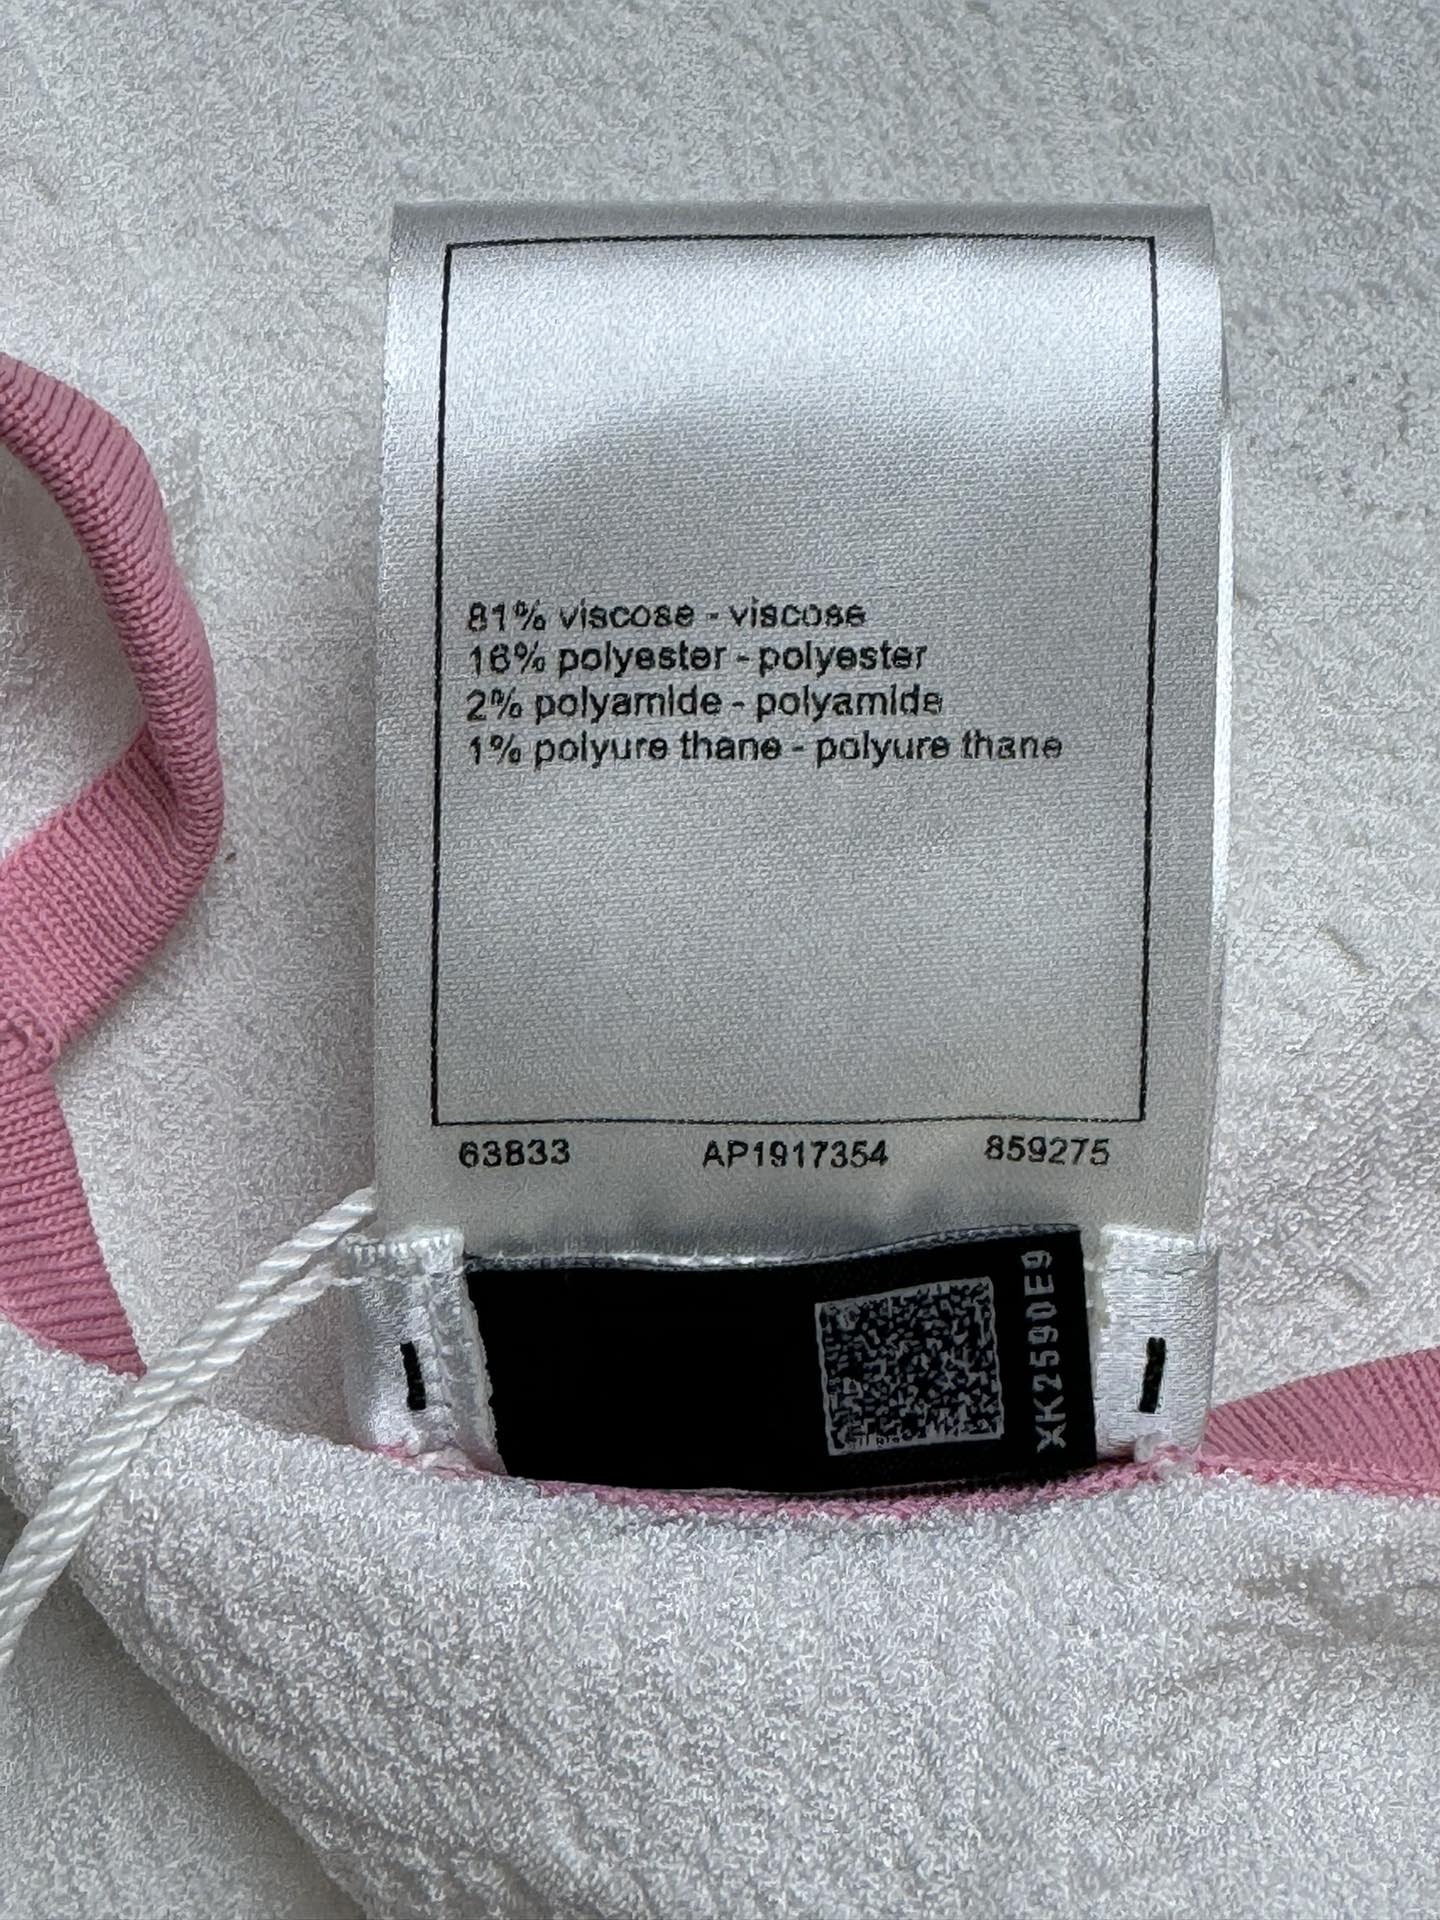 81% viscose - viscose
16% polyester - polyester
2% polyamide - polyamide
1% polyure thane - polyure thane
63833 AP1917354 859275
XK2590E9